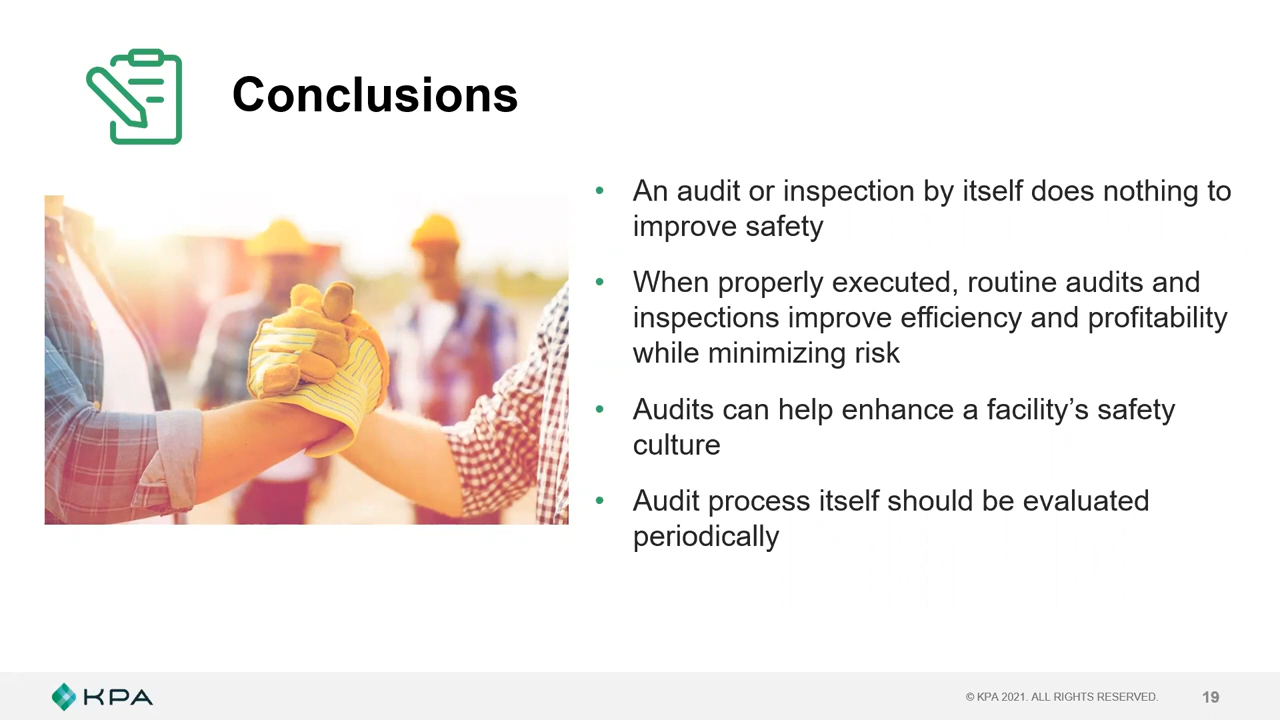 Conclusions
• An audit or inspection by itself does nothing to
improve safety
• When properly executed, routine audits and
inspections improve efficiency and profitability
while minimizing risk
• Audits can help enhance a facility’s safety
culture
• Audit process itself should be evaluated
periodically
KPA
© KPA 2021. ALL RIGHTS RESERVED.
19